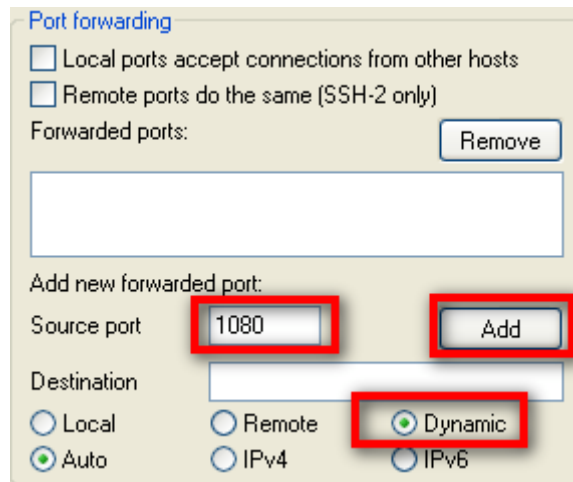 Port forwarding
Local ports accept connections from other hosts
Remote ports do the same (SSH-2 only)
Forwarded ports:
Remove
Add new forwarded port:
Source port 1080 Add
Destination
Local Remote Dynamic
Auto IPv4 IPv6